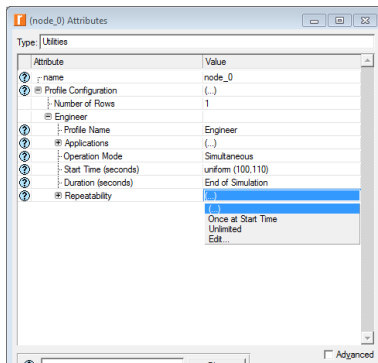 (node_0) Attributes
Type: Utilities
Attribute Value
name node_0
Profile Configuration (...)
Number of Rows 1
Engineer
Profile Name Engineer
Applications (...)
Operation Mode Simultaneous
Start Time (seconds) uniform (100,110)
Duration (seconds) End of Simulation
Repeatability (...)
(...)
Once at Start Time
Unlimited
Edit...
Advanced